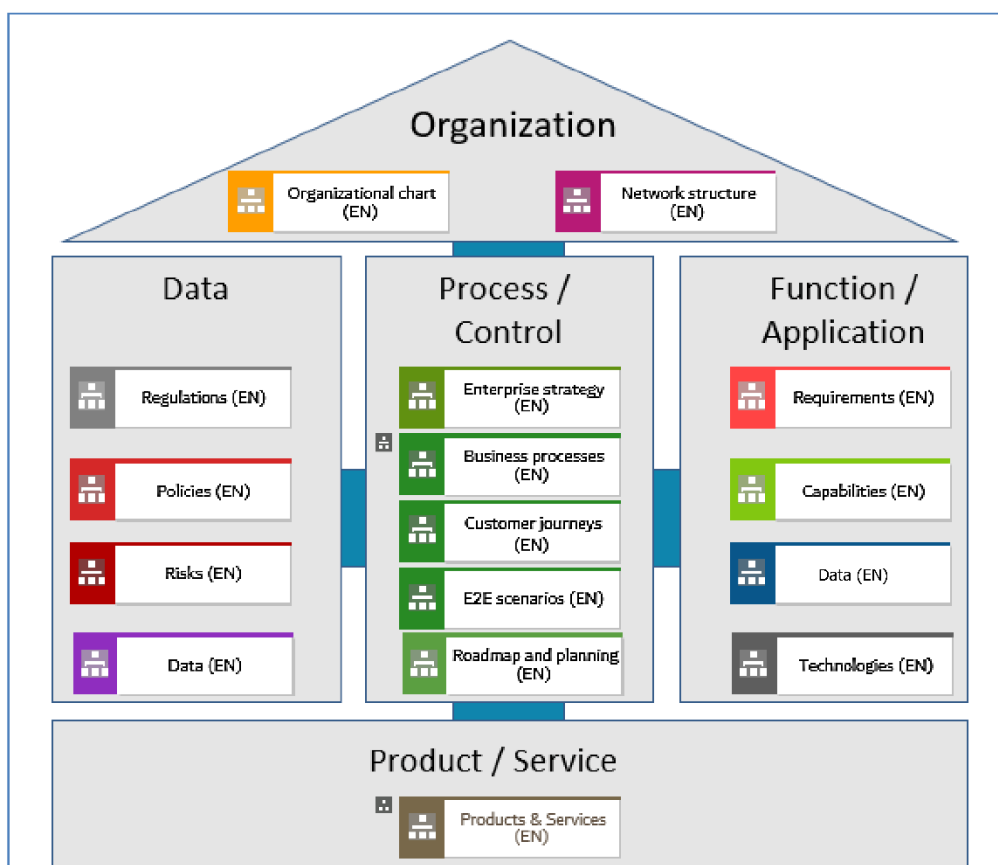 Organization
Organizational chart
(EN)
Network structure
(EN)
Data
Regulations (EN)
Policies (EN)
Risks (EN)
Data (EN)
Process /
Control
Enterprise strategy
(EN)
Business processes
(EN)
Customer journeys
(EN)
E2E scenarios (EN)
Roadmap and planning
(EN)
Function /
Application
Requirements (EN)
Capabilities (EN)
Data (EN)
Technologies (EN)
Product / Service
Products & Services
(EN)